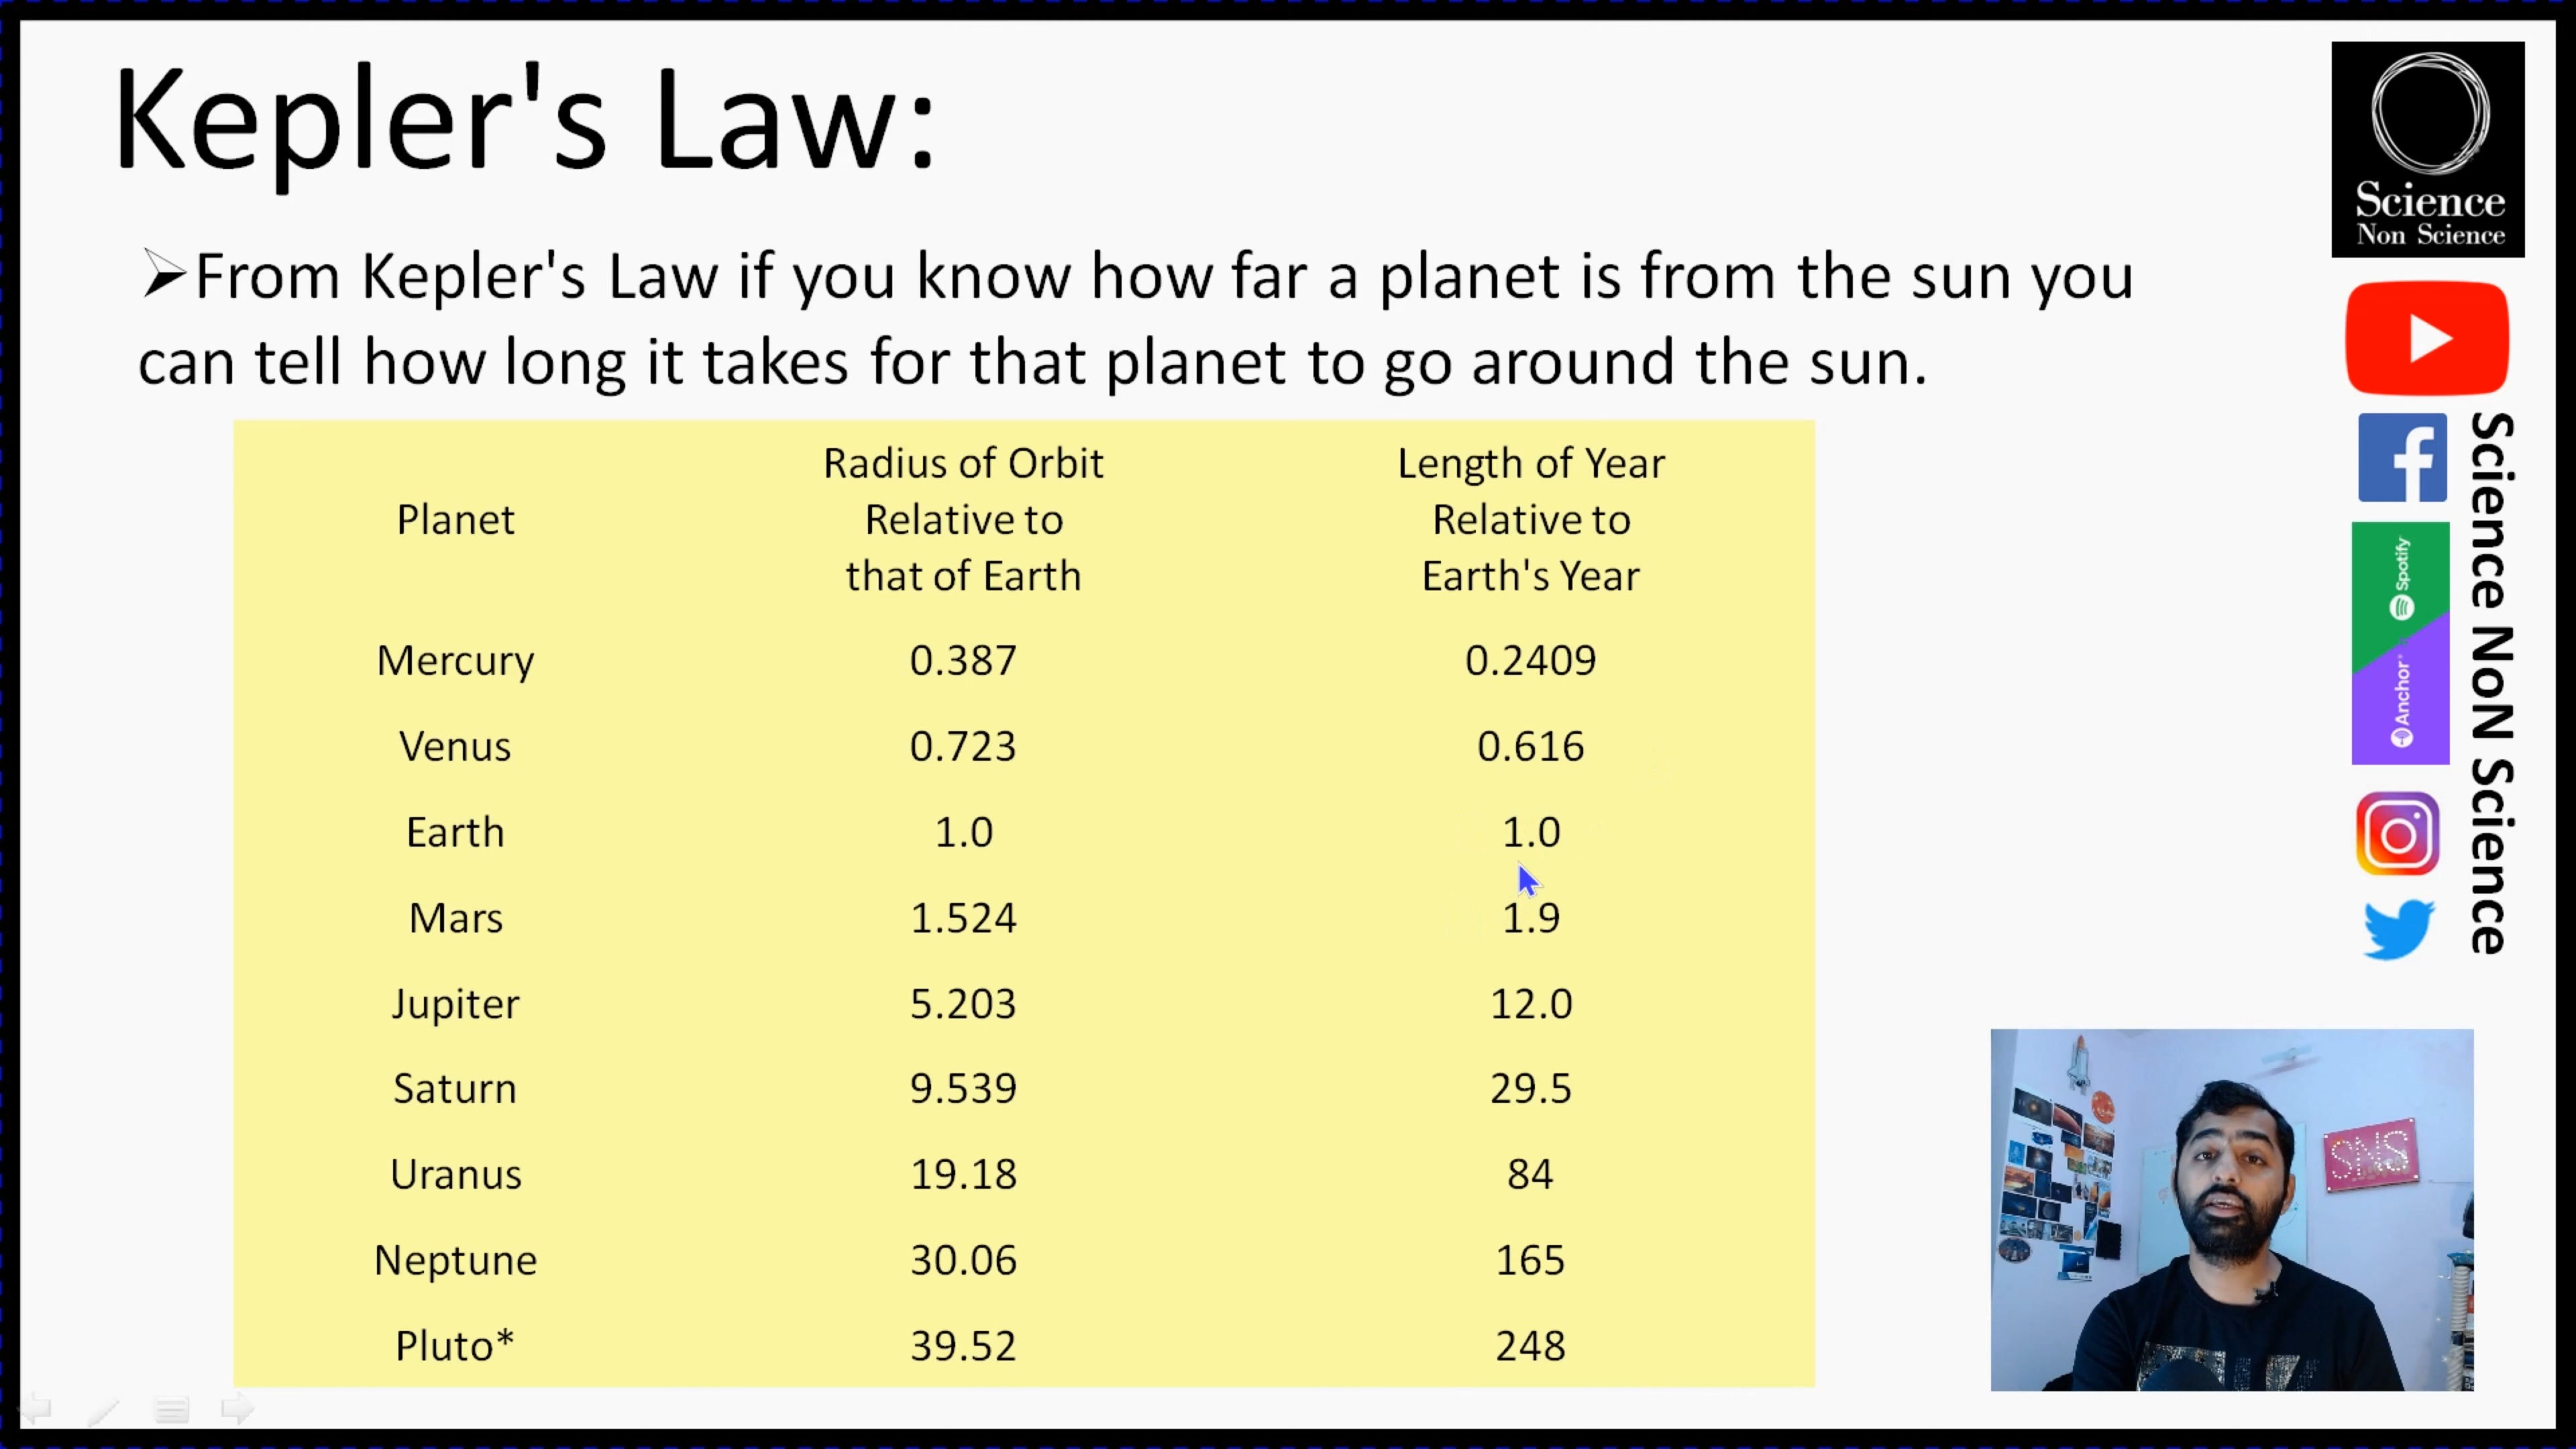 Kepler's Law:
➢From Kepler's Law if you know how far a planet is from the sun you
can tell how long it takes for that planet to go around the sun.
Planet
Radius of Orbit
Relative to
that of Earth
Length of Year
Relative to
Earth's Year
Mercury 0.387 0.2409
Venus 0.723 0.616
Earth 1.0 1.0
Mars 1.524 1.9
Jupiter 5.203 12.0
Saturn 9.539 29.5
Uranus 19.18 84
Neptune 30.06 165
Pluto* 39.52 248
Science
Non Science
Spotify
Anchor
Science NoN Science
SNS